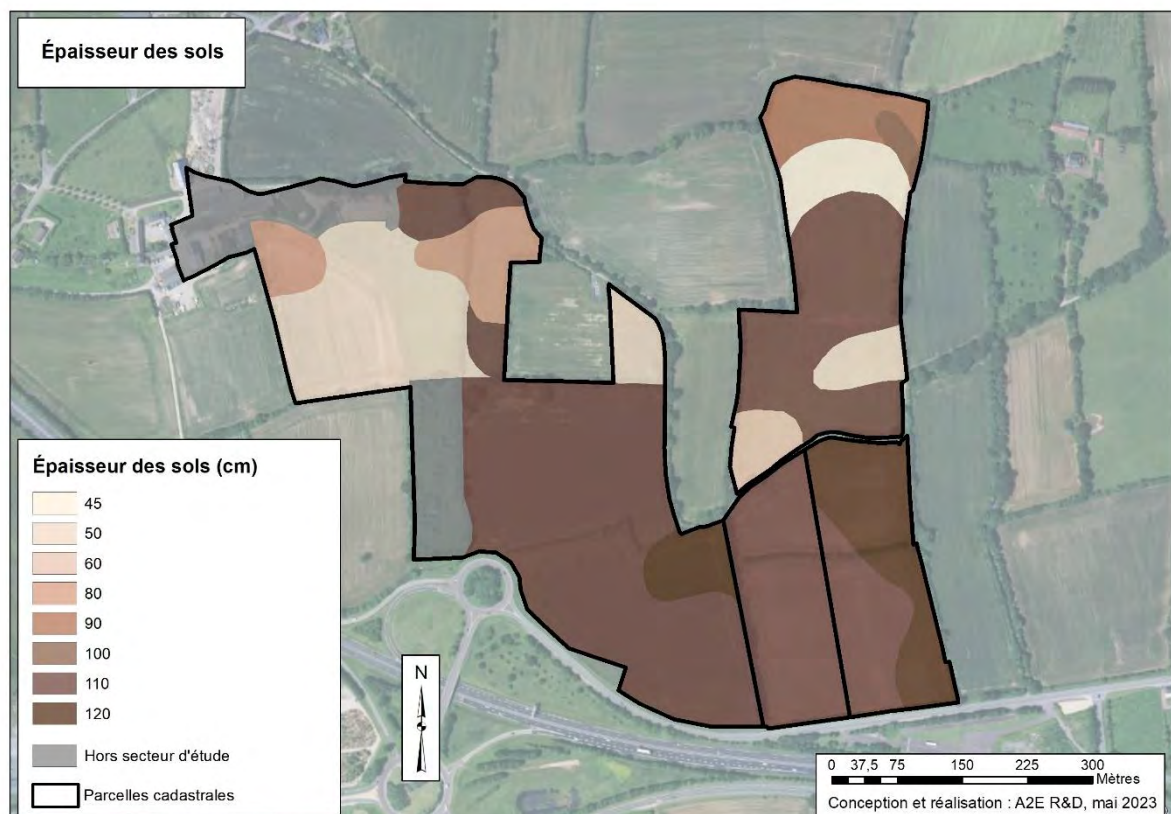 Épaisseur des sols
Épaisseur des sols (cm)
45
50
60
80
90
100
110
120
Hors secteur d'étude
Parcelles cadastrales
N
0 37,5 75 150 225 300
Mètres
Conception et réalisation : A2E R&D, mai 2023